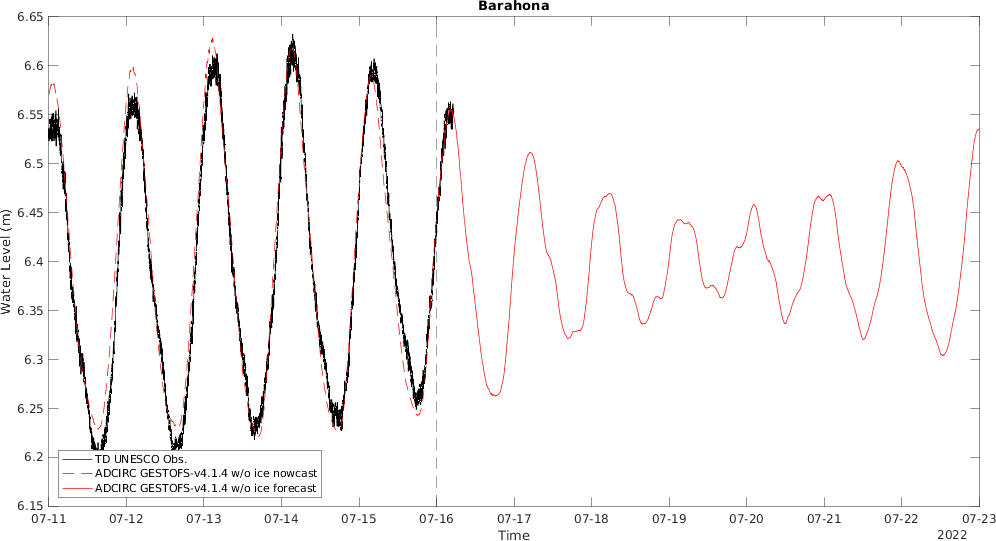 Barahona
6.65
6.6
6.55
6.5
6.45
6.4
6.35
6.3
6.25
6.2
6.15
Water Level (m)
TD UNESCO Obs.
ADCIRC GESTOFS-v4.1.4 w/o ice nowcast
ADCIRC GESTOFS-v4.1.4 w/o ice forecast
07-11 07-12 07-13 07-14 07-15 07-16 07-17 07-18 07-19 07-20 07-21 07-22 07-23
Time
2022